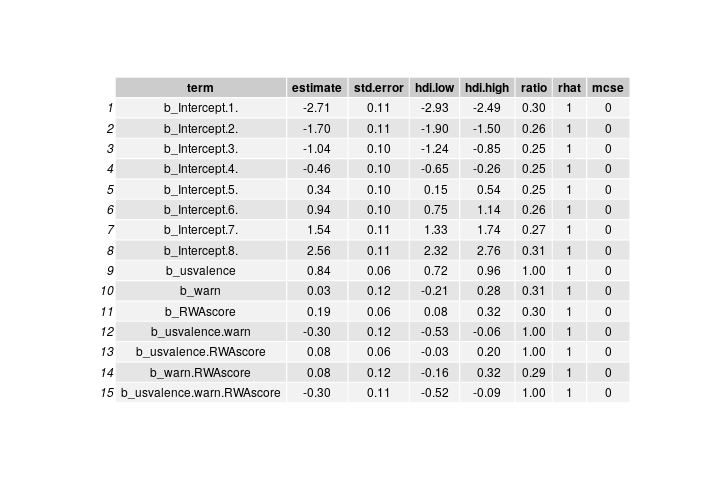 term estimate std.error hdi.low hdi.high ratio rhat mcse
1 b_Intercept.1. -2.71 0.11 -2.93 -2.49 0.30 1 0
2 b_Intercept.2. -1.70 0.11 -1.90 -1.50 0.26 1 0
3 b_Intercept.3. -1.04 0.10 -1.24 -0.85 0.25 1 0
4 b_Intercept.4. -0.46 0.10 -0.65 -0.26 0.25 1 0
5 b_Intercept.5. 0.34 0.10 0.15 0.54 0.25 1 0
6 b_Intercept.6. 0.94 0.10 0.75 1.14 0.26 1 0
7 b_Intercept.7. 1.54 0.11 1.33 1.74 0.27 1 0
8 b_Intercept.8. 2.56 0.11 2.32 2.76 0.31 1 0
9 b_usvalence 0.84 0.06 0.72 0.96 1.00 1 0
10 b_warn 0.03 0.12 -0.21 0.28 0.31 1 0
11 b_RWAscore 0.19 0.06 0.08 0.32 0.30 1 0
12 b_usvalence.warn -0.30 0.12 -0.53 -0.06 1.00 1 0
13 b_usvalence.RWAscore 0.08 0.06 -0.03 0.20 1.00 1 0
14 b_warn.RWAscore 0.08 0.12 -0.16 0.32 0.29 1 0
15 b_usvalence.warn.RWAscore -0.30 0.11 -0.52 -0.09 1.00 1 0